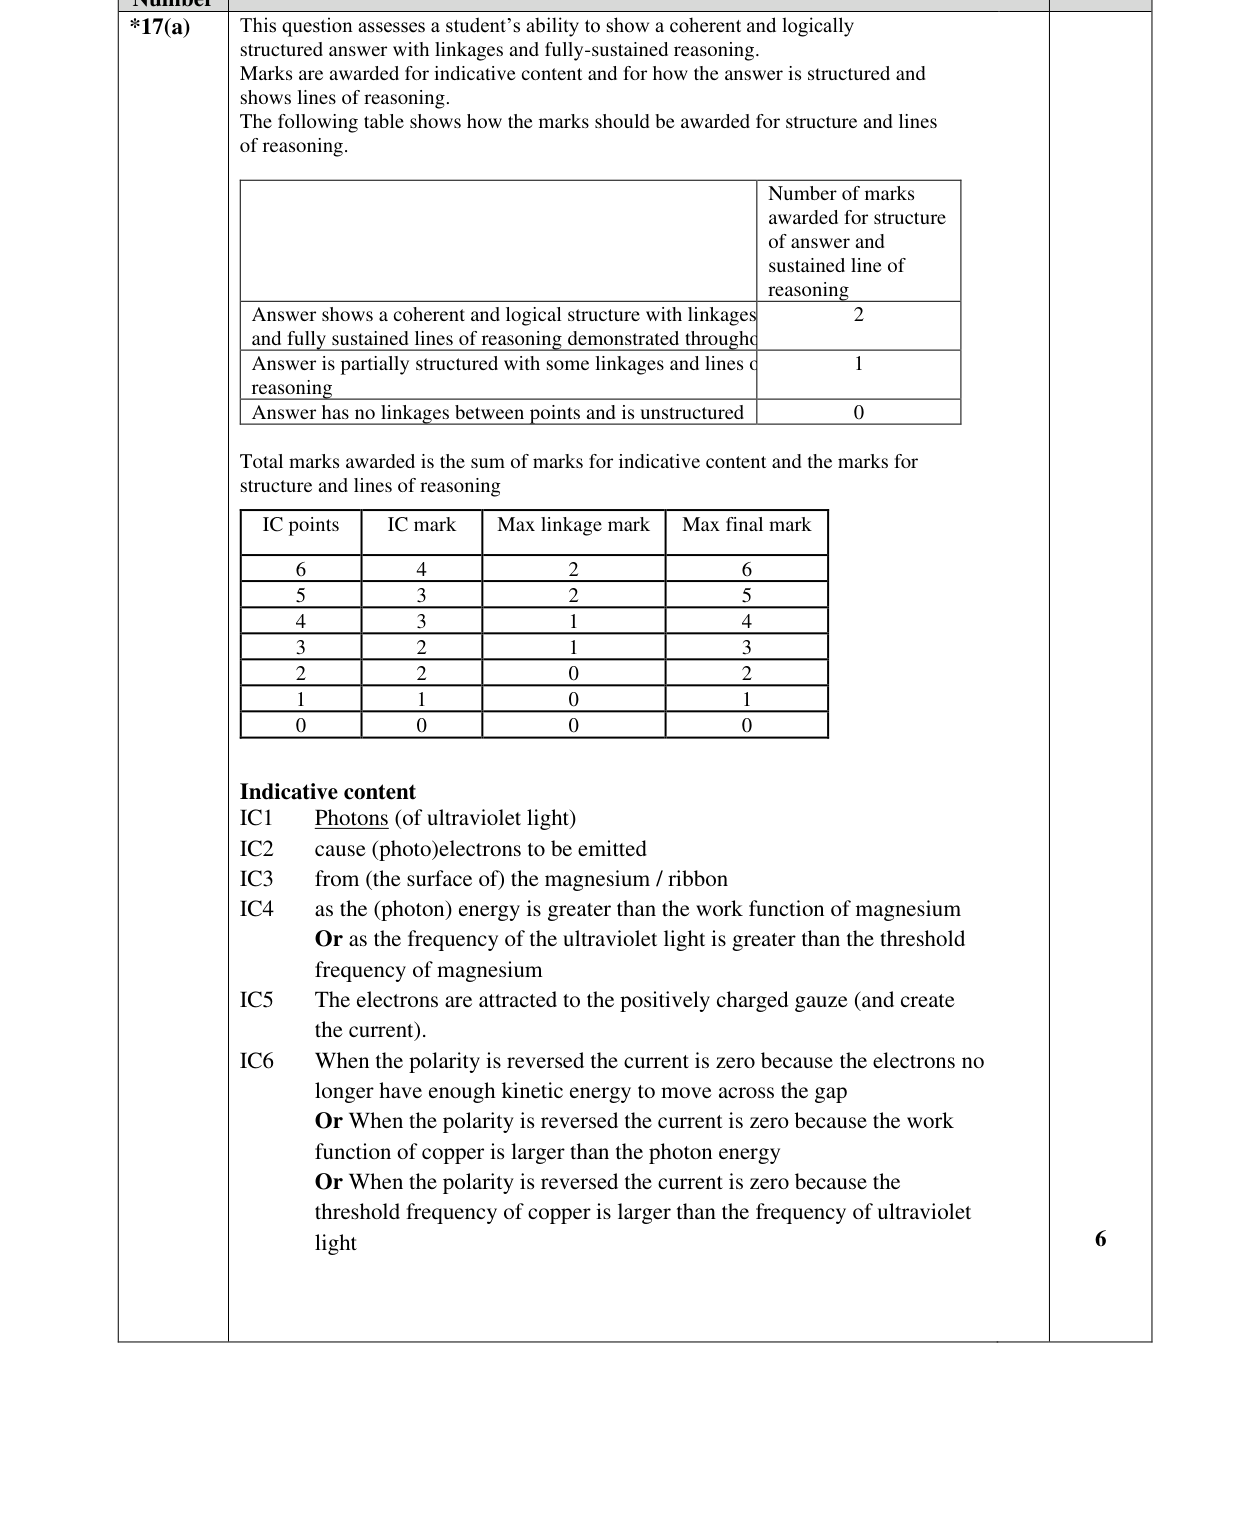 Number
*17(a)
This question assesses a student's ability to show a coherent and logically
structured answer with linkages and fully-sustained reasoning.
Marks are awarded for indicative content and for how the answer is structured and
shows lines of reasoning.
The following table shows how the marks should be awarded for structure and lines
of reasoning.
Number of marks
awarded for structure
of answer and
sustained line of
reasoning
Answer shows a coherent and logical structure with linkages 2
and fully sustained lines of reasoning demonstrated througho
Answer is partially structured with some linkages and lines o 1
reasoning
Answer has no linkages between points and is unstructured 0
Total marks awarded is the sum of marks for indicative content and the marks for
structure and lines of reasoning
IC points IC mark Max linkage mark Max final mark
6 4 2 6
5 3 2 5
4 3 1 4
3 2 1 3
2 2 0 2
1 1 0 1
0 0 0 0
Indicative content
IC1 Photons (of ultraviolet light)
IC2 cause (photo)electrons to be emitted
IC3 from (the surface of) the magnesium / ribbon
IC4 as the (photon) energy is greater than the work function of magnesium
Or as the frequency of the ultraviolet light is greater than the threshold
frequency of magnesium
IC5 The electrons are attracted to the positively charged gauze (and create
the current).
IC6 When the polarity is reversed the current is zero because the electrons no
longer have enough kinetic energy to move across the gap
Or When the polarity is reversed the current is zero because the work
function of copper is larger than the photon energy
Or When the polarity is reversed the current is zero because the
threshold frequency of copper is larger than the frequency of ultraviolet
light
6